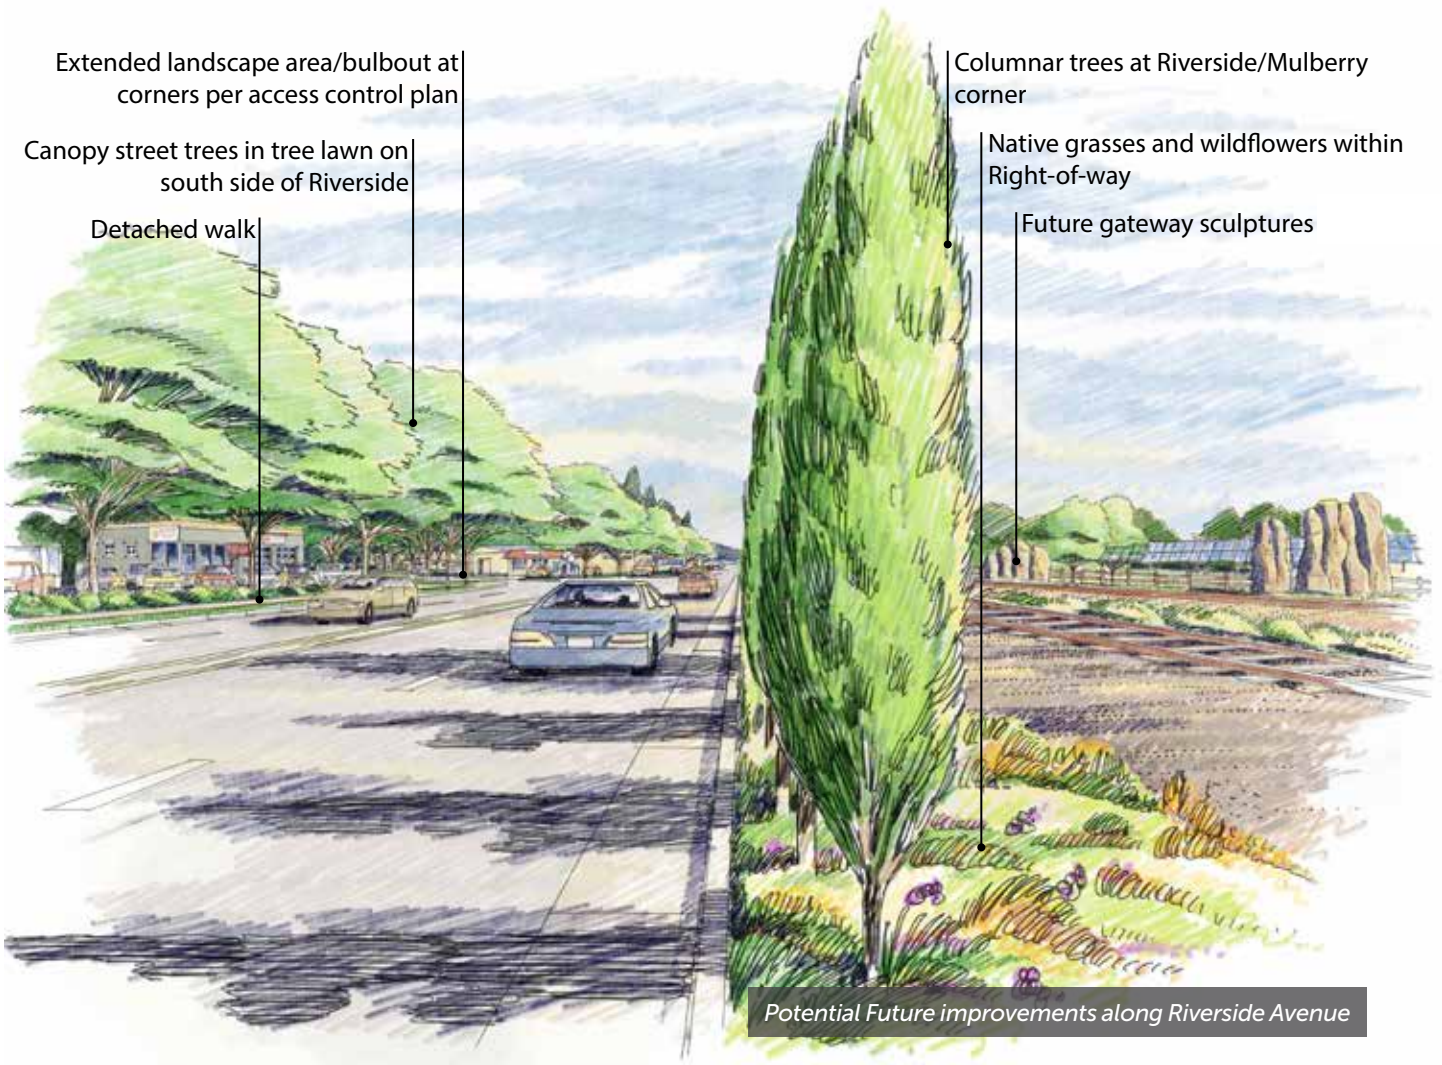 Extended landscape area/bulbout at
corners per access control plan
Canopy street trees in tree lawn on
south side of Riverside
Detached walk
Columnar trees at Riverside/Mulberry
corner
Native grasses and wildflowers within
Right-of-way
Future gateway sculptures
Potential Future improvements along Riverside Avenue